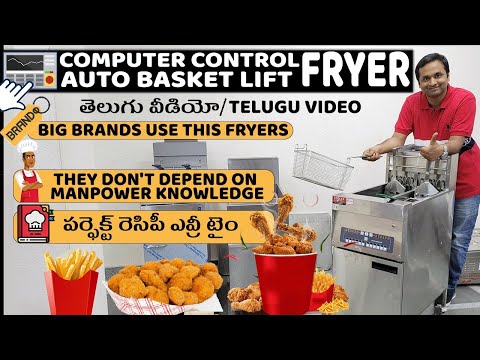 COMPUTER CONTROL
AUTO BASKET LIFT FRYER
తెలుగు వీడియో/TELUGU VIDEO
BRAND
BIG BRANDS USE THIS FRYERS
THEY DON'T DEPEND ON
MANPOWER KNOWLEDGE
పర్ఫెక్ట్ రెసిపీ ఎవ్రీ టైం